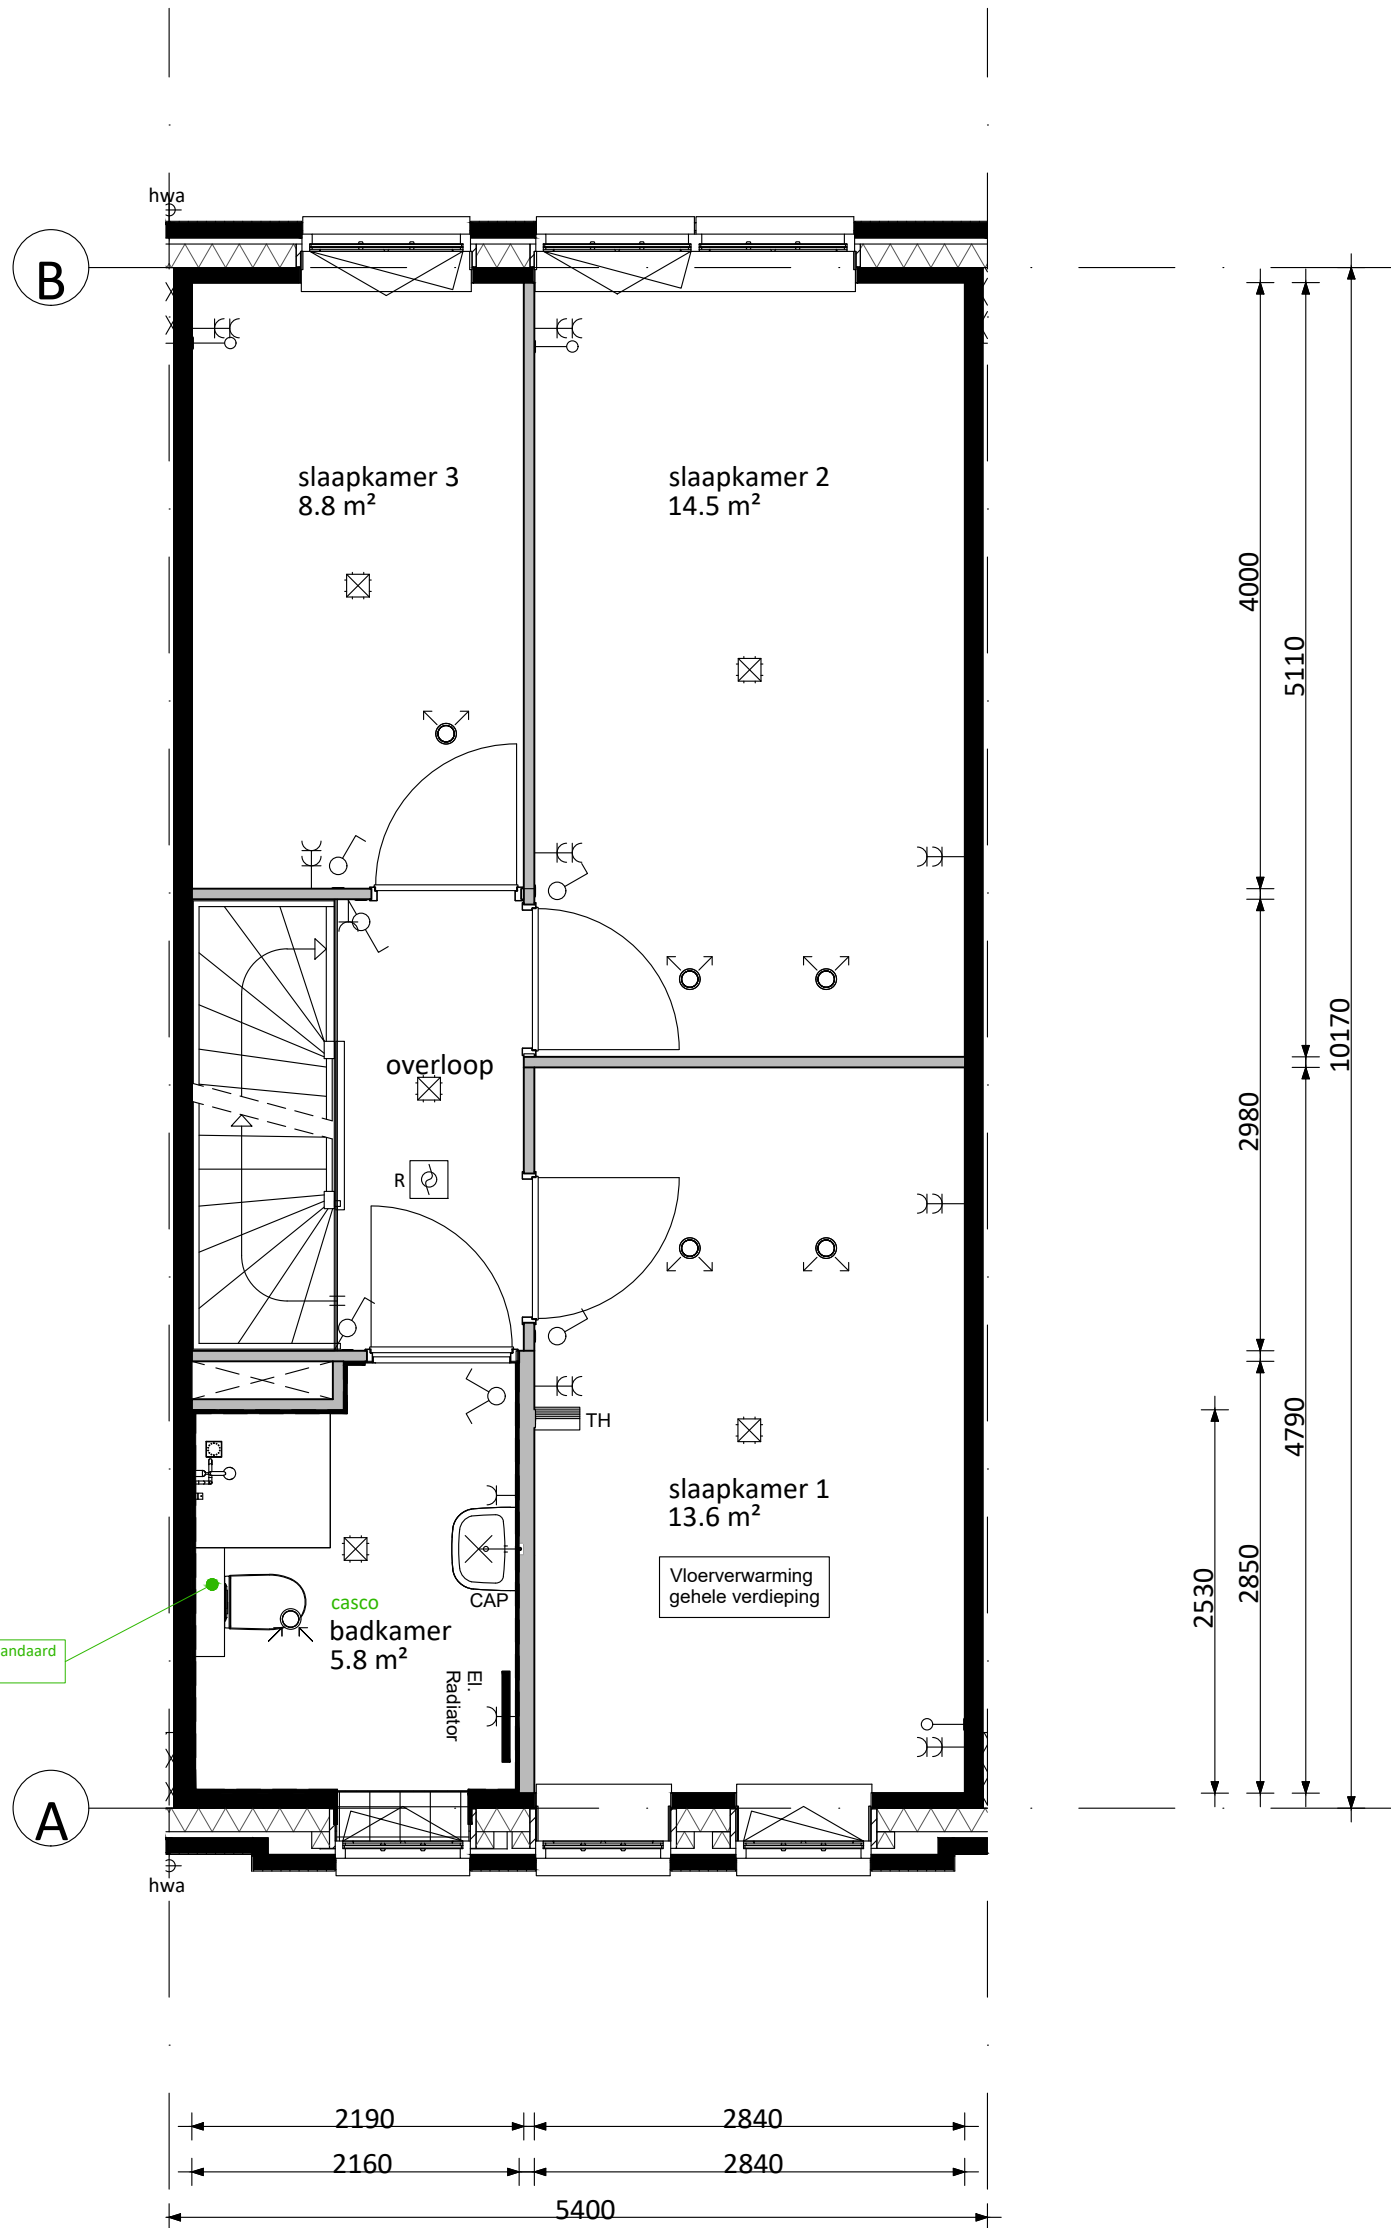 hwa
B
slaapkamer 3
8.8 m²
slaapkamer 2
14.5 m²
4000
5110
10170
overloop
R
2980
TH
slaapkamer 1
13.6 m²
Vloerverwarming
gehele verdieping
4790
2850
2530
CAP
casco
badkamer
5.8 m²
andaard
El.
Radiator
A
hwa
2190
2840
2160
2840
5400